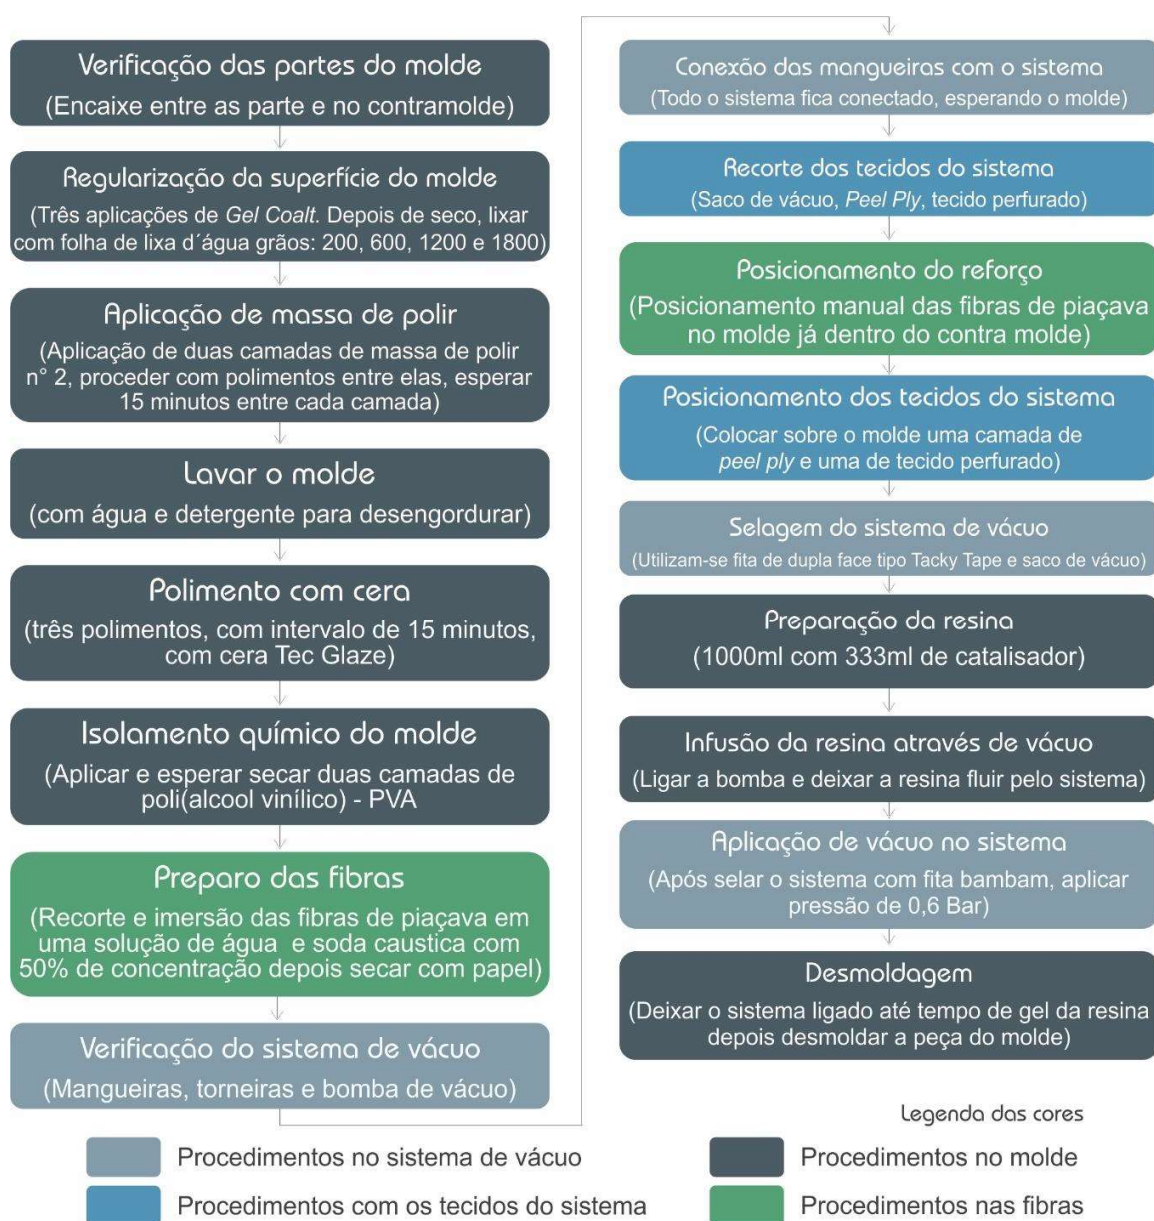 Verificação das partes do molde
(Encaixe entre as parte e no contramolde)
Regularização da superfície do molde
(Três aplicações de Gel Coalt. Depois de seco, lixar
com folha de lixa d´água grãos: 200, 600, 1200 e 1800)
Aplicação de massa de polir
(Aplicação de duas camadas de massa de polir
n° 2, proceder com polimentos entre elas, esperar
15 minutos entre cada camada)
Lavar o molde
(com água e detergente para desengordurar)
Polimento com cera
(três polimentos, com intervalo de 15 minutos,
com cera Tec Glaze)
Isolamento químico do molde
(Aplicar e esperar secar duas camadas de
poli(alcool vinílico) - PVA
Preparo das fibras
(Recorte e imersão das fibras de piaçava em
uma solução de água e soda caustica com
50% de concentração depois secar com papel)
Verificação do sistema de vácuo
(Mangueiras, torneiras e bomba de vácuo)
Conexão das mangueiras com o sistema
(Todo o sistema fica conectado, esperando o molde)
Recorte dos tecidos do sistema
(Saco de vácuo, Peel Ply, tecido perfurado)
Posicionamento do reforço
(Posicionamento manual das fibras de piaçava
no molde já dentro do contra molde)
Posicionamento dos tecidos do sistema
(Colocar sobre o molde uma camada de
peel ply e uma de tecido perfurado)
Selagem do sistema de vácuo
(Utilizam-se fita de dupla face tipo Tacky Tape e saco de vácuo)
Preparação da resina
(1000ml com 333ml de catalisador)
Infusão da resina através de vácuo
(Ligar a bomba e deixar a resina fluir pelo sistema)
Aplicação de vácuo no sistema
(Após selar o sistema com fita bambam, aplicar
pressão de 0,6 Bar)
Desmoldagem
(Deixar o sistema ligado até tempo de gel da resina
depois desmoldar a peça do molde)
Legenda das cores
Procedimentos no sistema de vácuo
Procedimentos no molde
Procedimentos com os tecidos do sistema
Procedimentos nas fibras